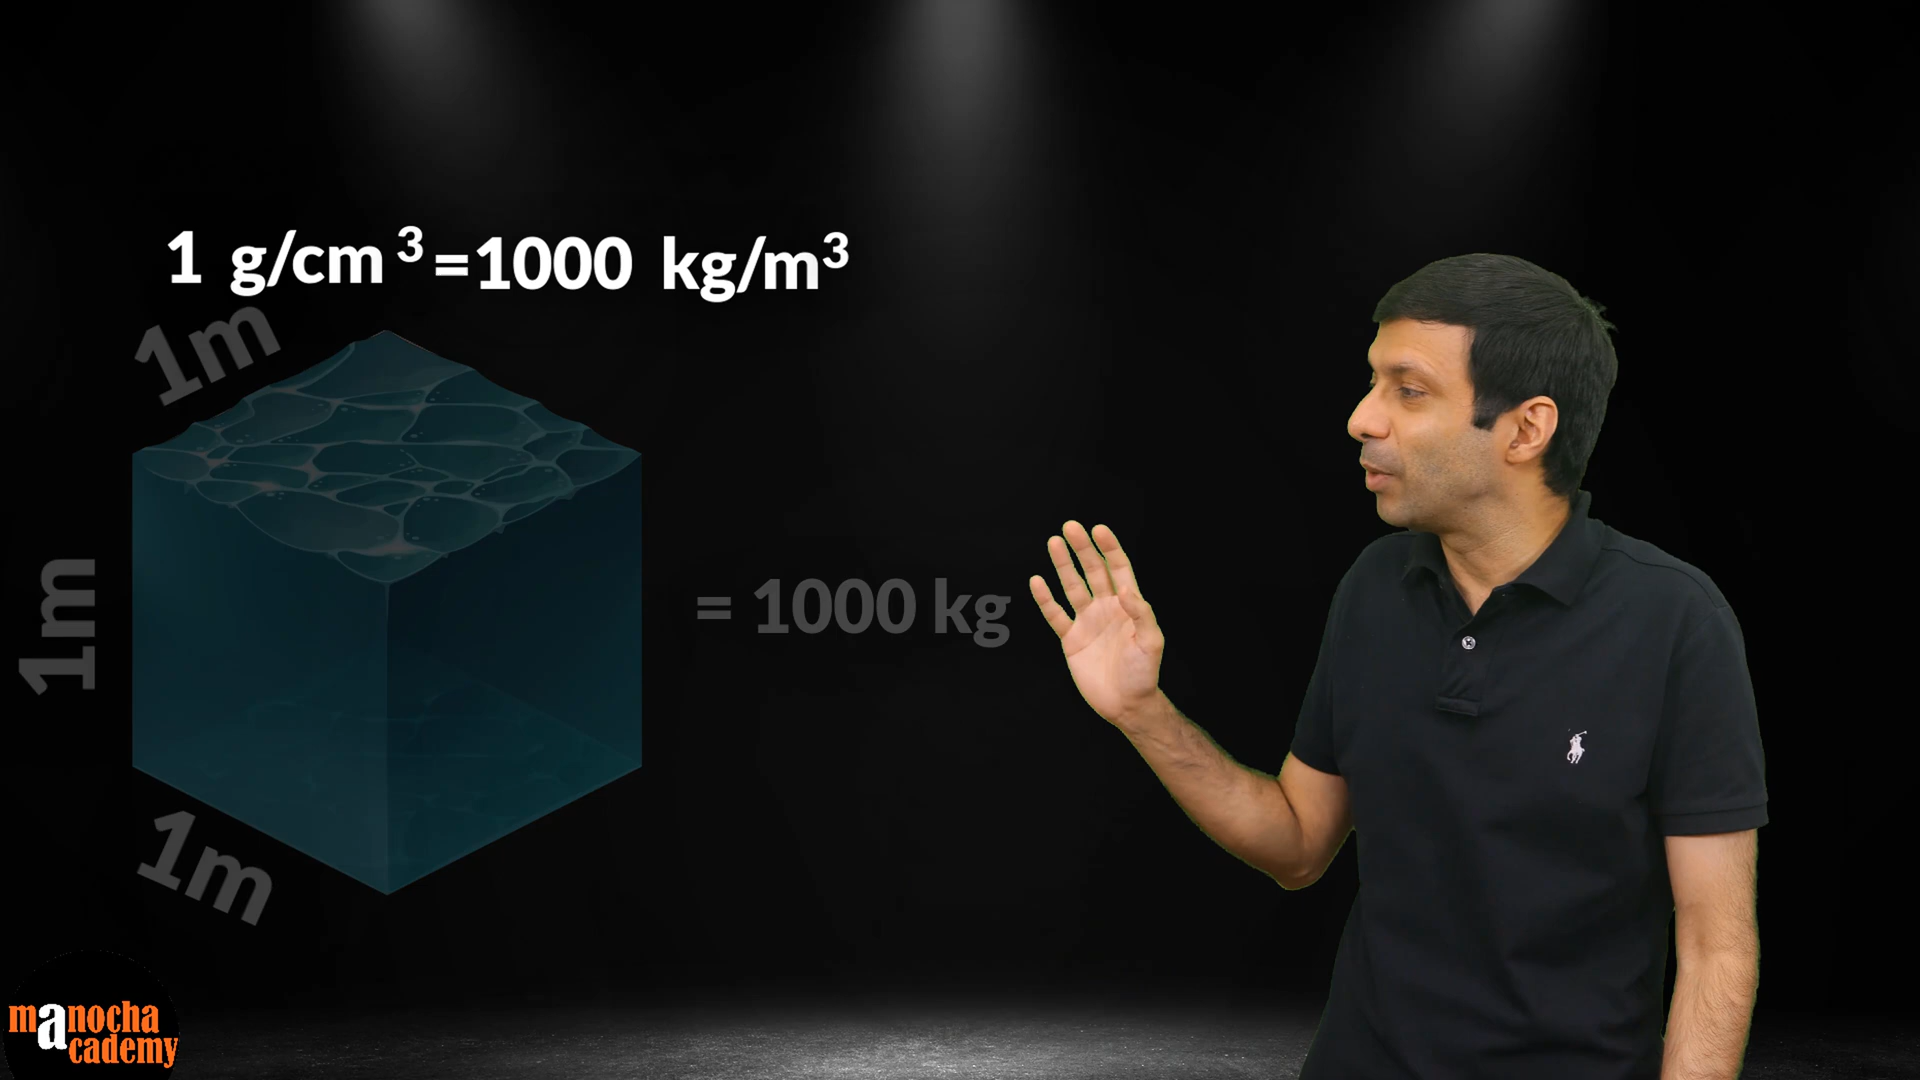 1 g/cm³=1000 kg/m³
1m
1m
= 1000 kg
1m
manocha
academy